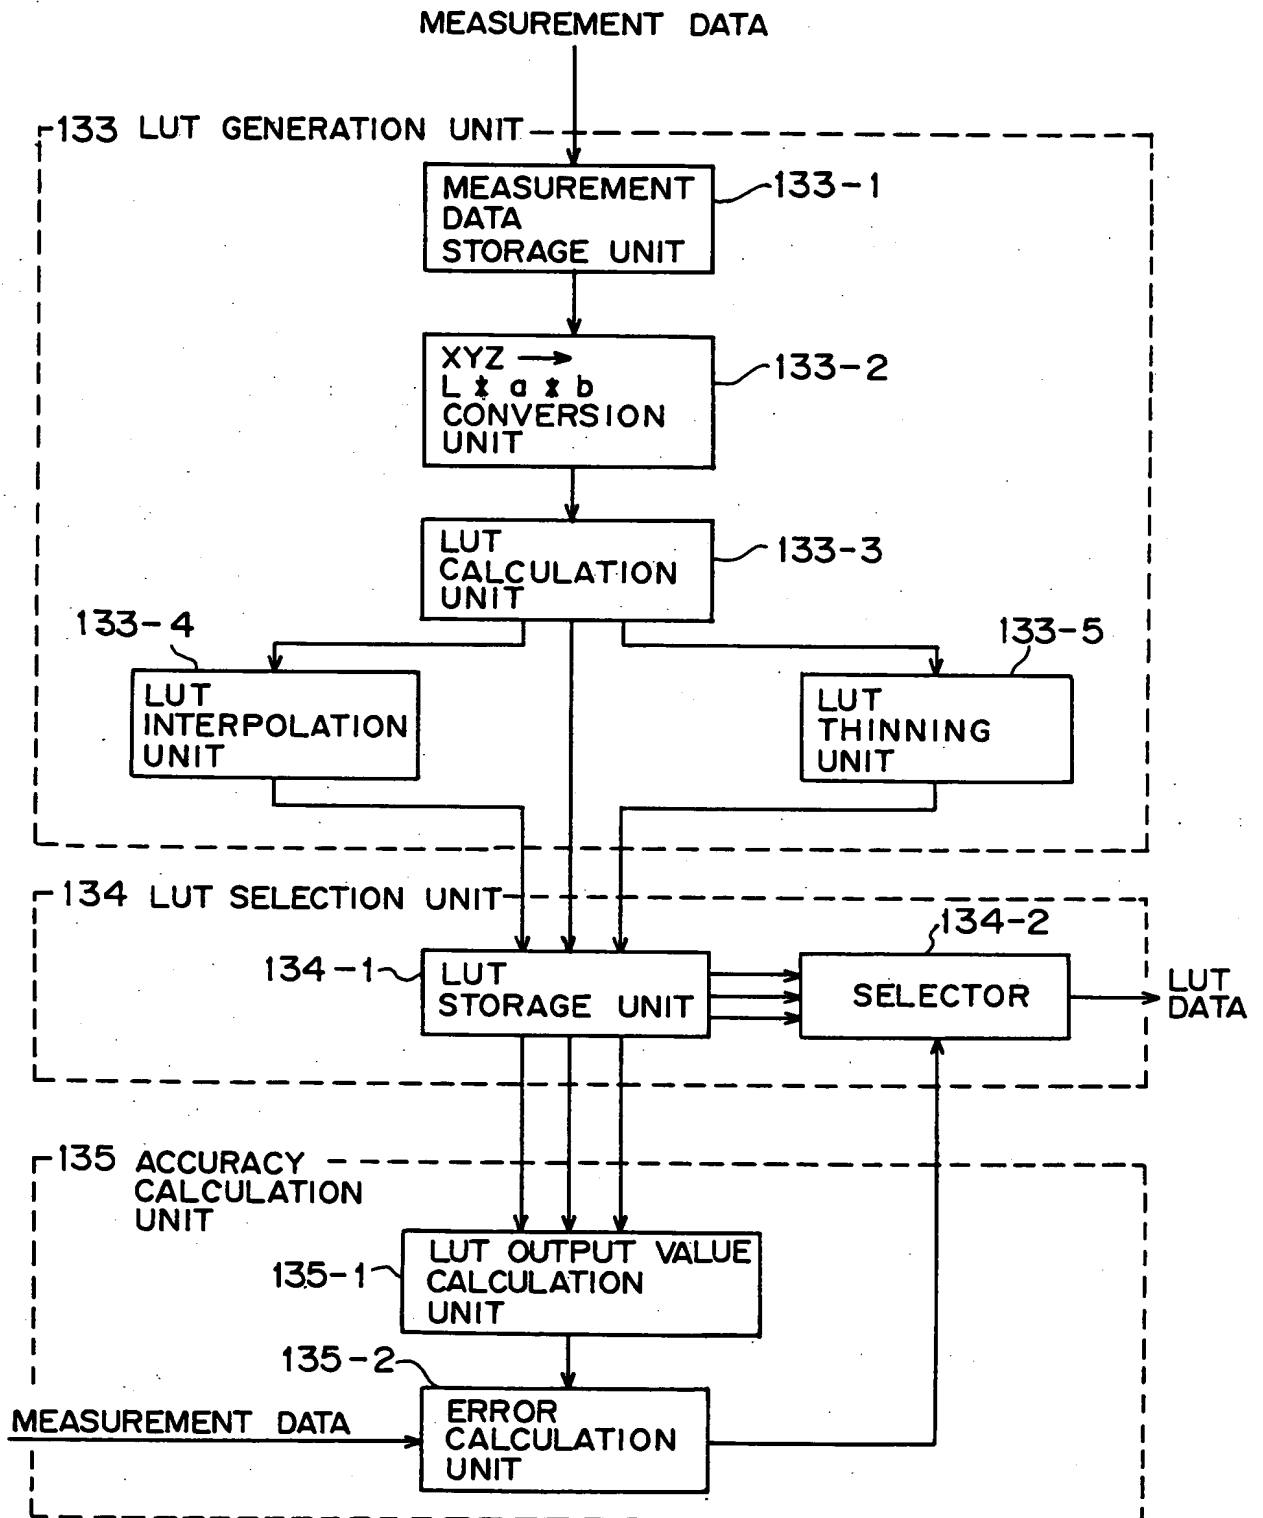 MEASUREMENT DATA
133 LUT GENERATION UNIT
MEASUREMENT
DATA
STORAGE UNIT
133-1
XYZ →
L * a * b
CONVERSION
UNIT
133-2
LUT
CALCULATION
UNIT
133-3
133-4
LUT
INTERPOLATION
UNIT
133-5
LUT
THINNING
UNIT
134 LUT SELECTION UNIT
134-1
LUT
STORAGE UNIT
134-2
SELECTOR
LUT
DATA
135 ACCURACY
CALCULATION
UNIT
135-1
LUT OUTPUT VALUE
CALCULATION
UNIT
135-2
MEASUREMENT DATA
ERROR
CALCULATION
UNIT